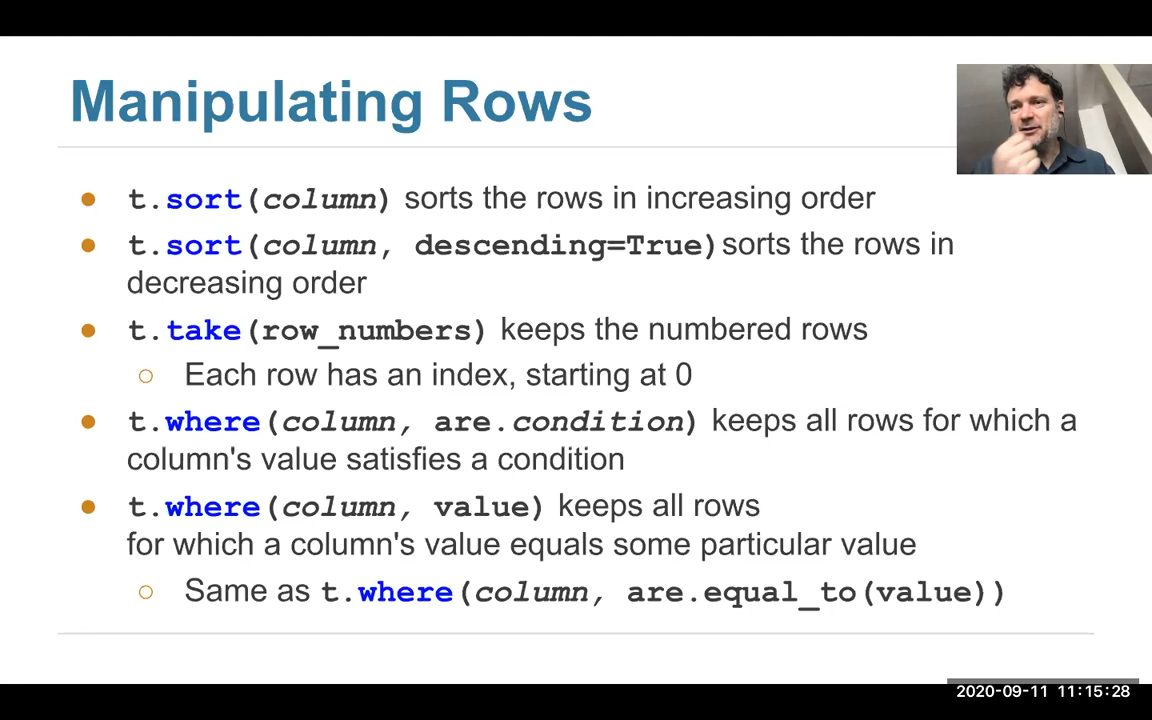 Manipulating Rows
● t.sort(column) sorts the rows in increasing order
● t.sort(column, descending=True)sorts the rows in
decreasing order
● t.take(row_numbers) keeps the numbered rows
○ Each row has an index, starting at 0
● t.where(column, are.condition) keeps all rows for which a
column's value satisfies a condition
● t.where(column, value) keeps all rows
for which a column's value equals some particular value
○ Same as t.where(column, are.equal_to(value))
2020-09-11 11:15:28